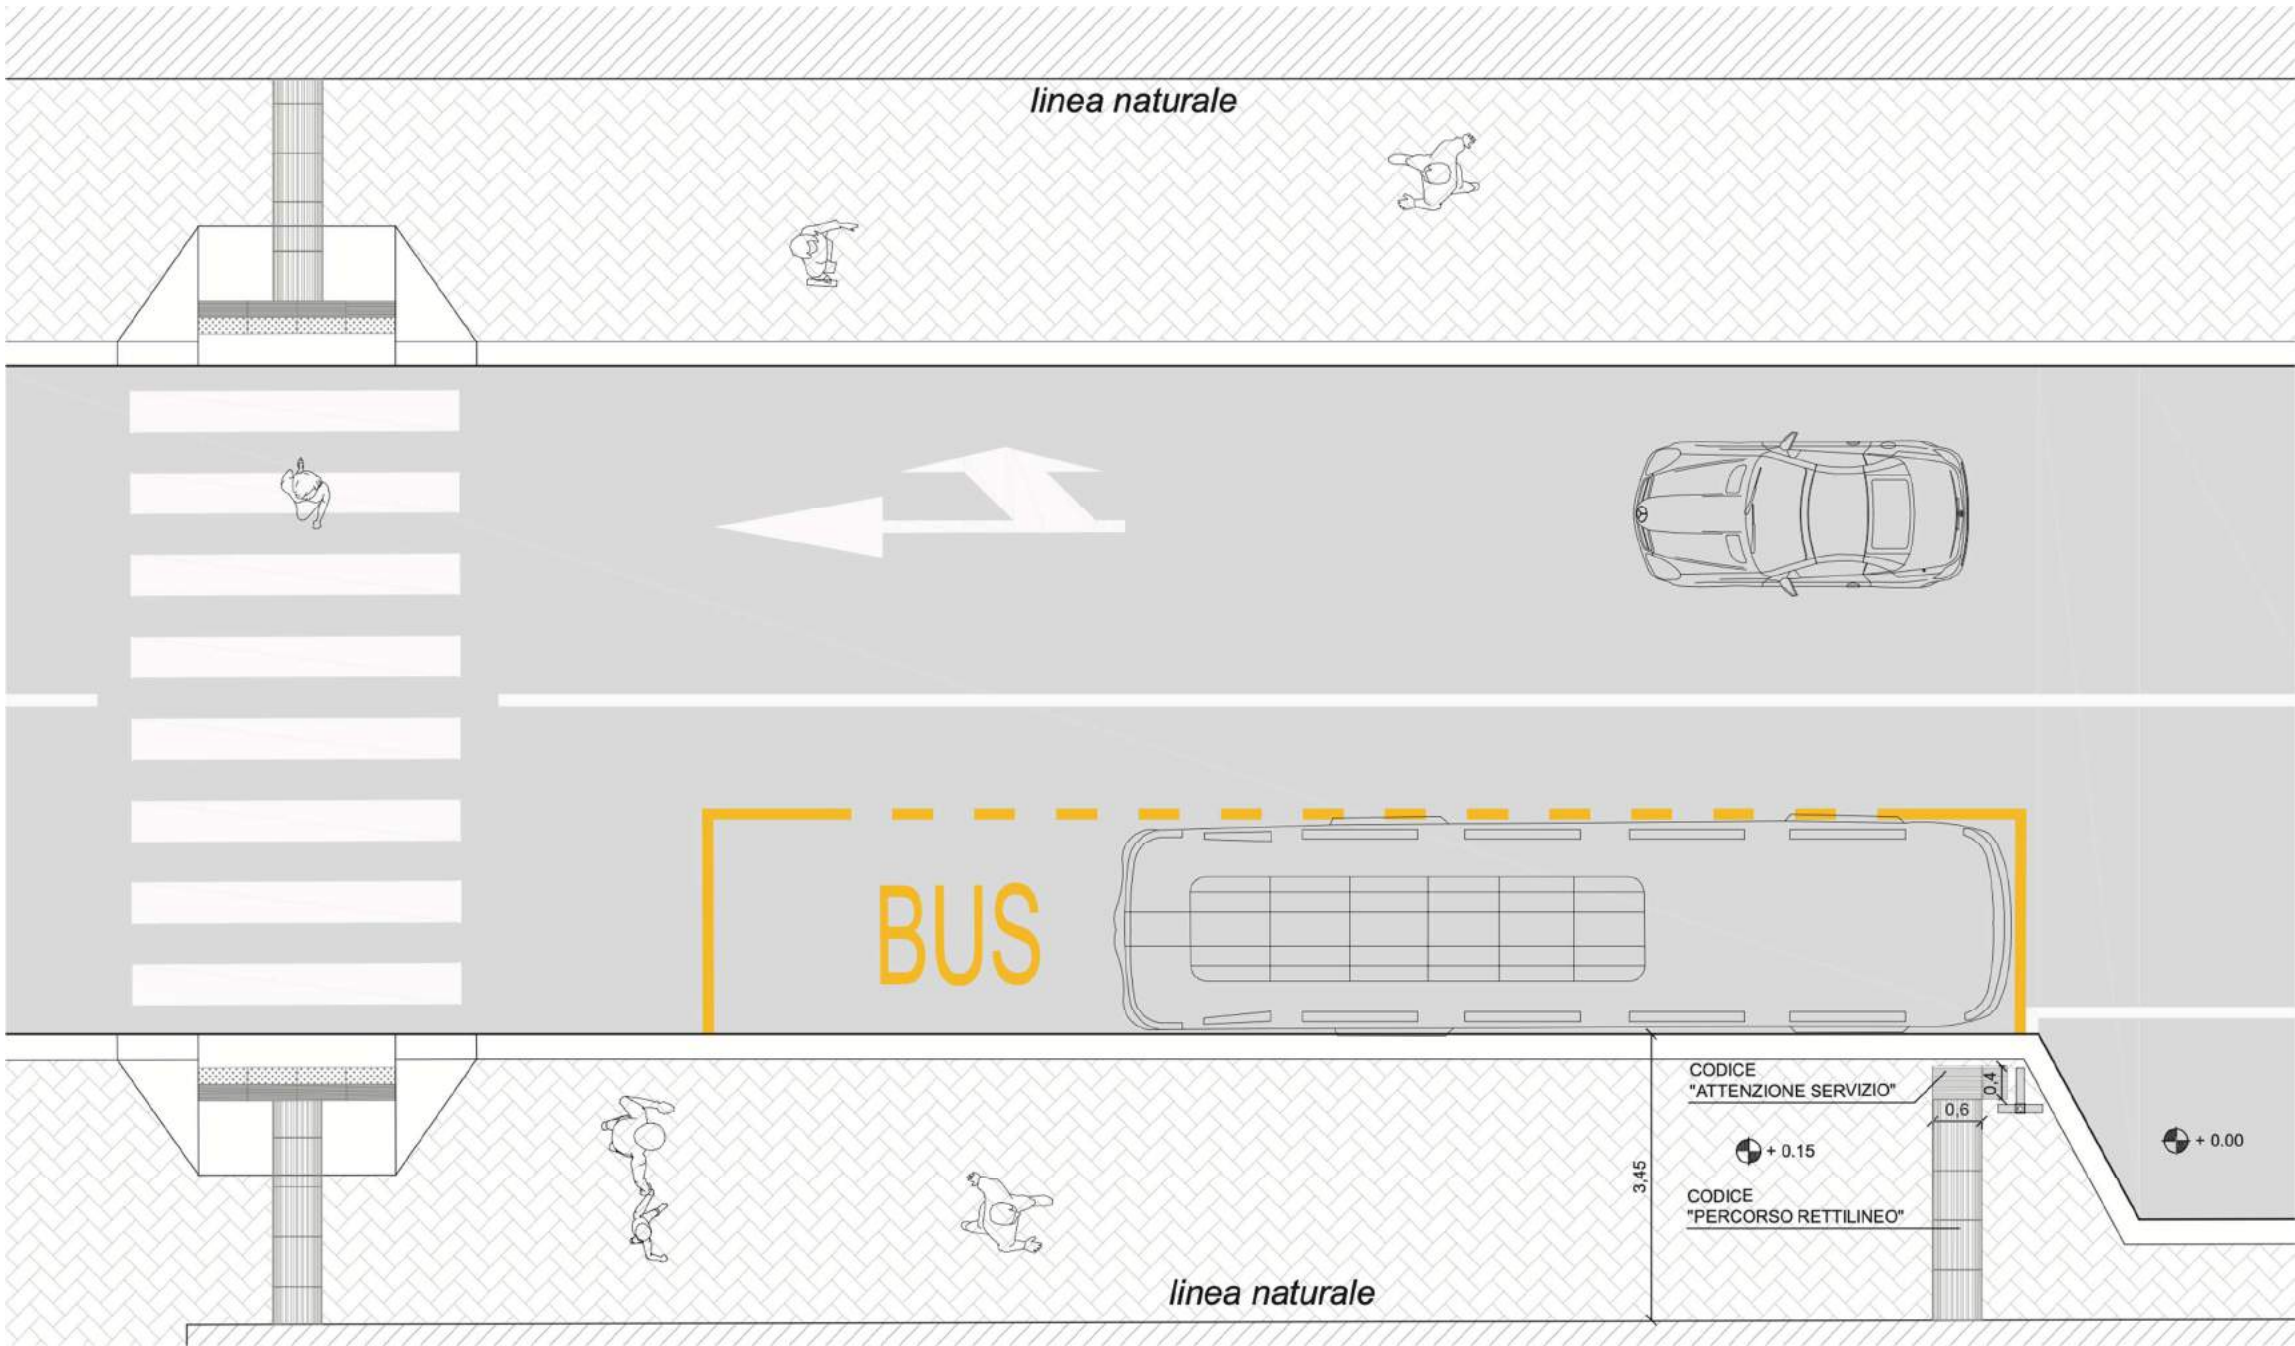 linea naturale
BUS
CODICE
"ATTENZIONE SERVIZIO"
0,4
0,6
+ 0.15
+ 0.00
3,45
CODICE
"PERCORSO RETTILINEO"
linea naturale